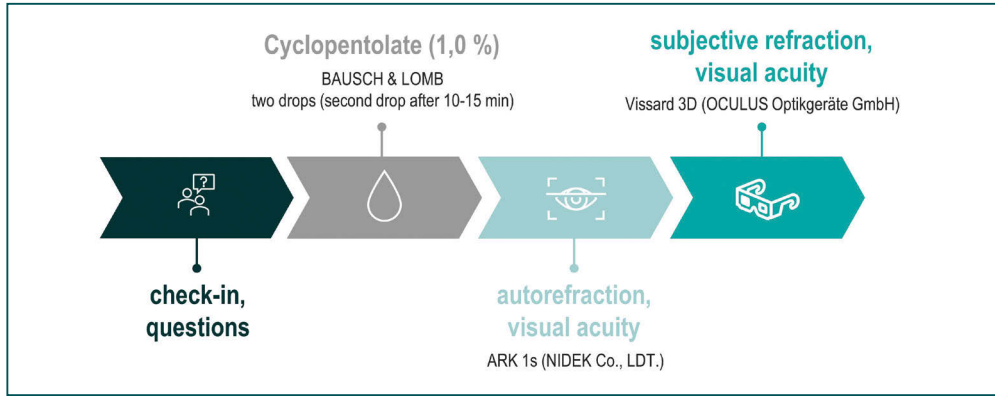 Cyclopentolate (1,0 %)
BAUSCH & LOMB
two drops (second drop after 10-15 min)
subjective refraction,
visual acuity
Vissard 3D (OCULUS Optikgeräte GmbH)
?
check-in,
questions
autorefraction,
visual acuity
ARK 1s (NIDEK Co., LDT.)